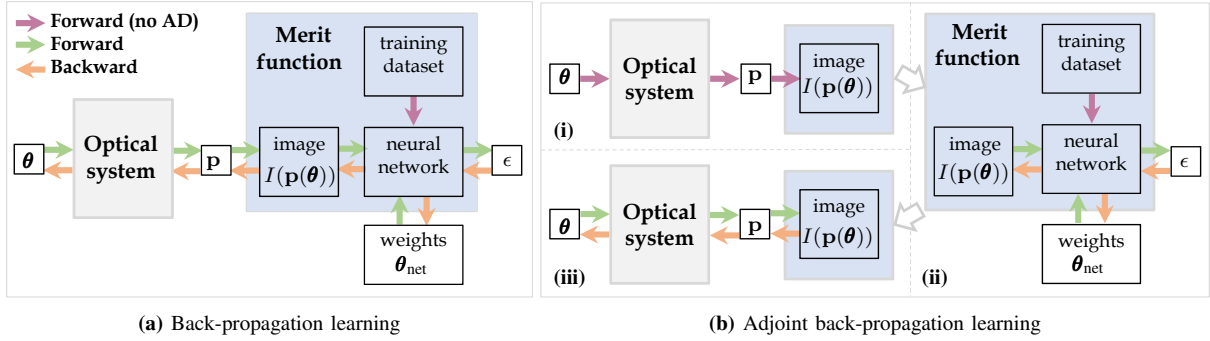 Forward (no AD)
Forward
Backward
Merit
function
training
dataset
Optical
system
θ
p
image
I(p(θ))
neural
network
ϵ
weights
θnet
(a) Back-propagation learning
θ
Optical
system
p
image
I(p(θ))
(i)
θ
Optical
system
p
image
I(p(θ))
(iii)
Merit
function
training
dataset
image
I(p(θ))
neural
network
ϵ
weights
θnet
(ii)
(b) Adjoint back-propagation learning